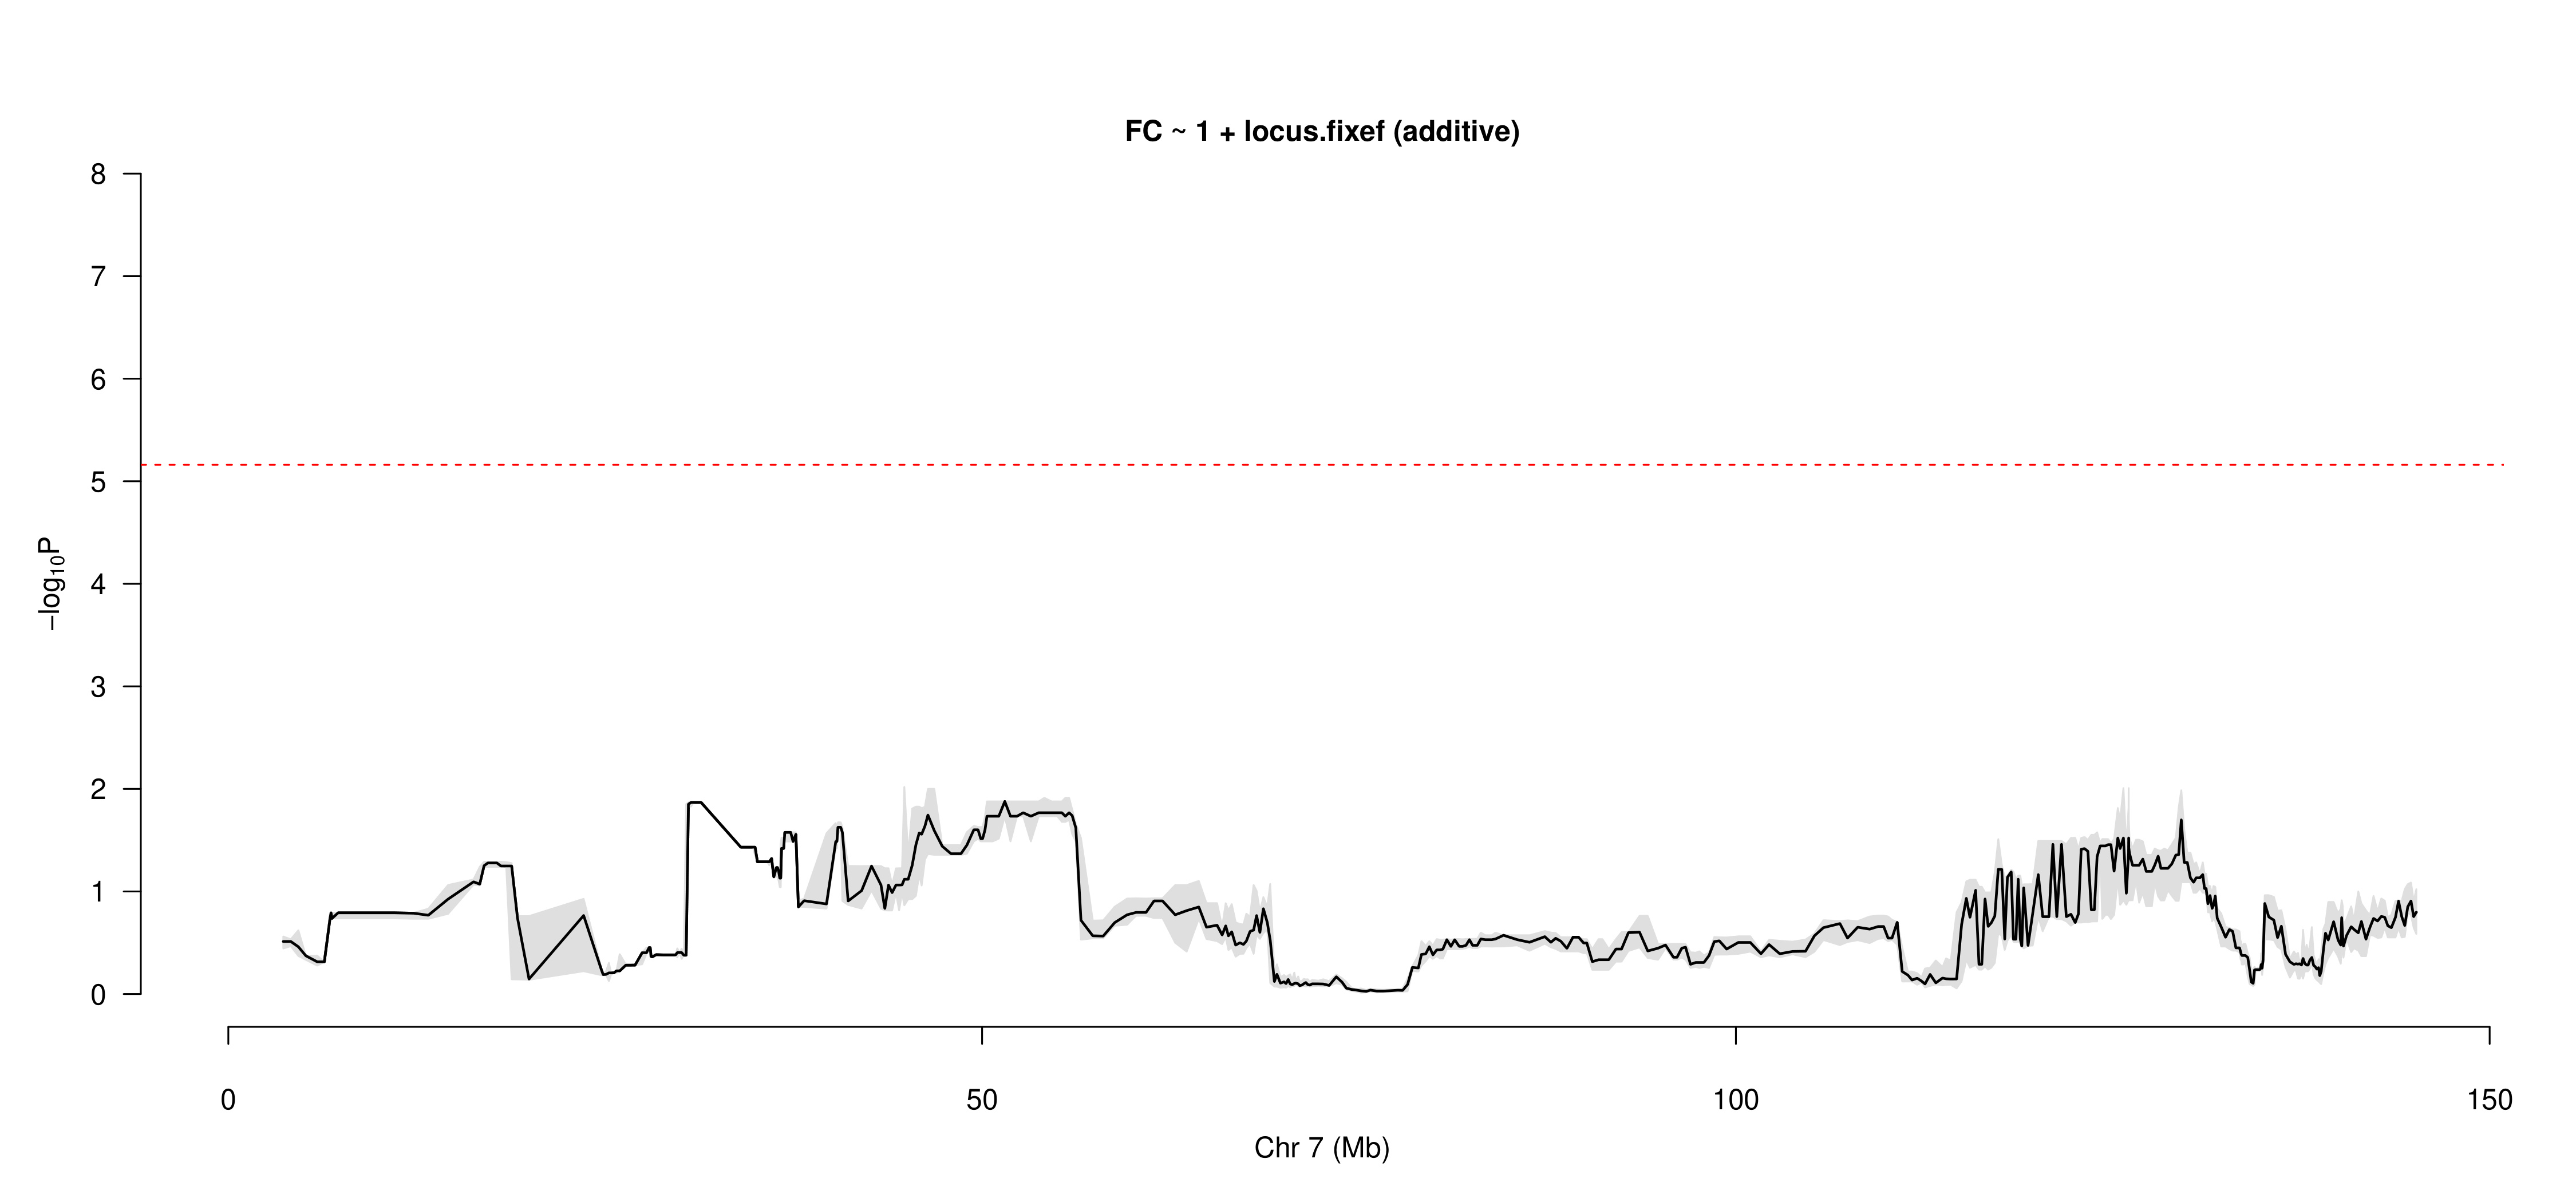 FC ~ 1 + locus.fixef (additive)
8
7
6
5
4
3
2
1
0
−log10P
0 50 100 150
Chr 7 (Mb)